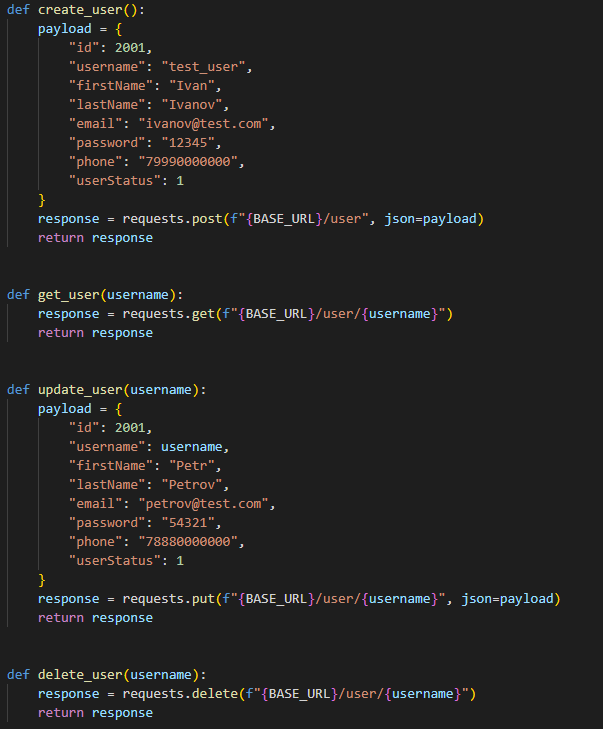 def create_user():
    payload = {
        "id": 2001,
        "username": "test_user",
        "firstName": "Ivan",
        "lastName": "Ivanov",
        "email": "ivanov@test.com",
        "password": "12345",
        "phone": "79990000000",
        "userStatus": 1
    }
    response = requests.post(f"{BASE_URL}/user", json=payload)
    return response
def get_user(username):
    response = requests.get(f"{BASE_URL}/user/{username}")
    return response
def update_user(username):
    payload = {
        "id": 2001,
        "username": username,
        "firstName": "Petr",
        "lastName": "Petrov",
        "email": "petrov@test.com",
        "password": "54321",
        "phone": "78880000000",
        "userStatus": 1
    }
    response = requests.put(f"{BASE_URL}/user/{username}", json=payload)
    return response
def delete_user(username):
    response = requests.delete(f"{BASE_URL}/user/{username}")
    return response